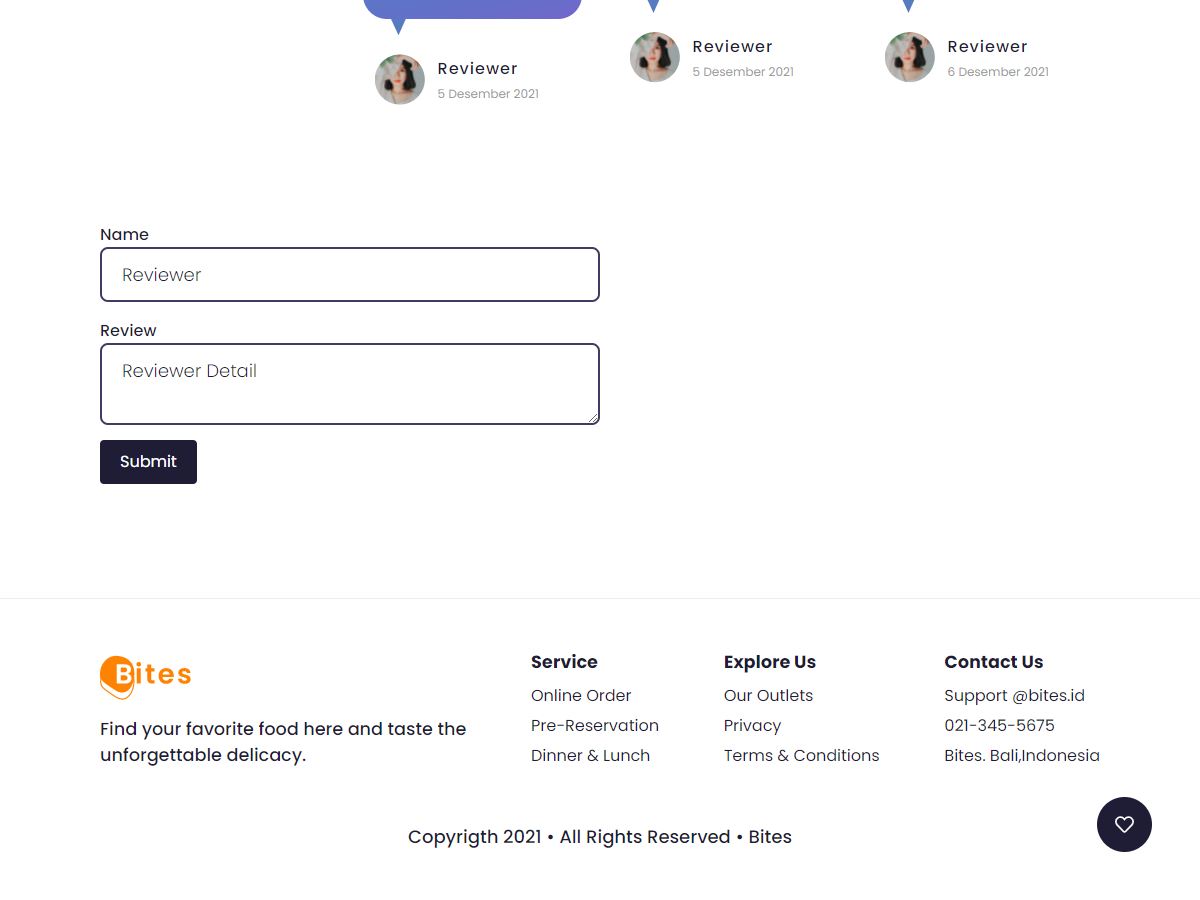 Reviewer
5 Desember 2021
Reviewer
5 Desember 2021
Reviewer
6 Desember 2021
Name
Reviewer
Review
Reviewer Detail
Submit
Bites
Find your favorite food here and taste the
unforgettable delicacy.
Service
Online Order
Pre-Reservation
Dinner & Lunch
Explore Us
Our Outlets
Privacy
Terms & Conditions
Contact Us
Support @bites.id
021-345-5675
Bites. Bali,Indonesia
Copyrigth 2021 • All Rights Reserved • Bites